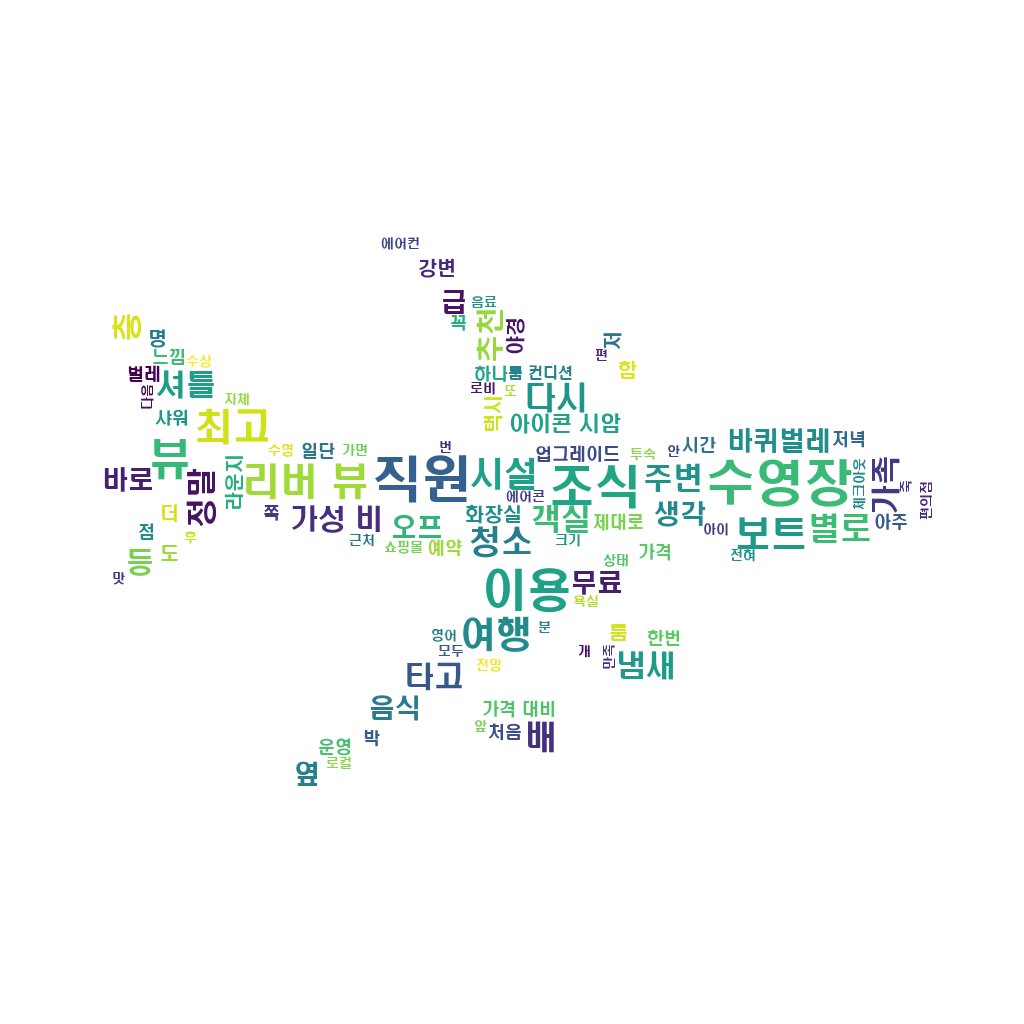 에어컨
강변
띱
음료
꼭
추천
야경
층
명
저
편
느낌
수상
함
벌레
셔틀
하나
룸 컨디션
다음
자체
로비
또
다시
샤워
최고
택시
아이콘 시암
뷰
수영
일단
가면
번
업그레이드
투숙
안
시간
바퀴벌레
저녁
바로
정말
라운지
리버 뷰
직원
시설
에어콘
조식
주변
수영장
체크아웃
가족
쭉
편의점
더
쪽
가성 비
오프
화장실
객실
제대로
생각
아이
보트
별로
아주
점
후
근처
쇼핑몰
예약
청소
크기
가격
전혀
등
도
상태
맛
이용
무료
욕실
영어
여행
분
룸
한번
모두
개
만족
냄새
타고
전망
음식
가격 대비
박
앞
처음
배
운영
로컬
옆